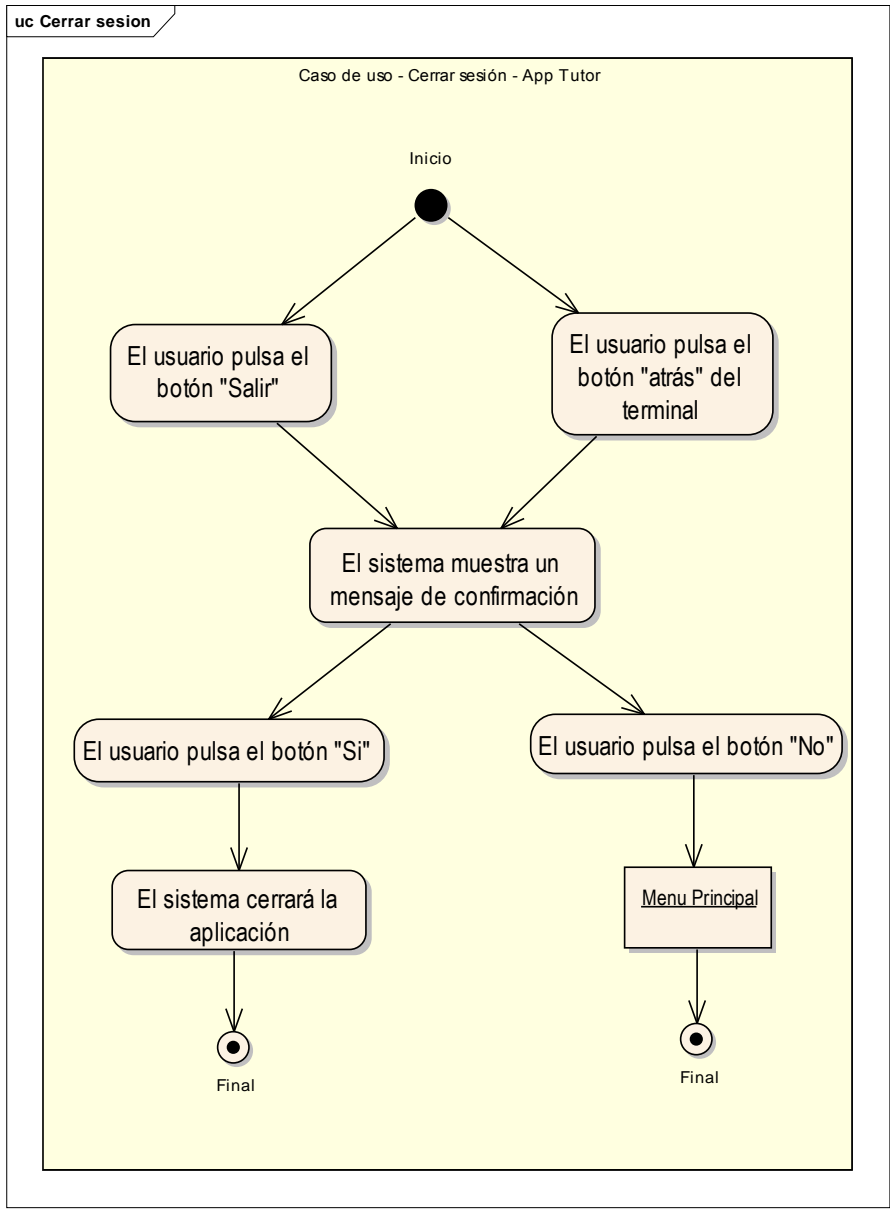 uc Cerrar sesion
Caso de uso - Cerrar sesión - App Tutor
Inicio
El usuario pulsa el
botón "Salir"
El usuario pulsa el
botón "atrás" del
terminal
El sistema muestra un
mensaje de confirmación
El usuario pulsa el botón "Si"
El usuario pulsa el botón "No"
El sistema cerrará la
aplicación
Menu Principal
Final
Final